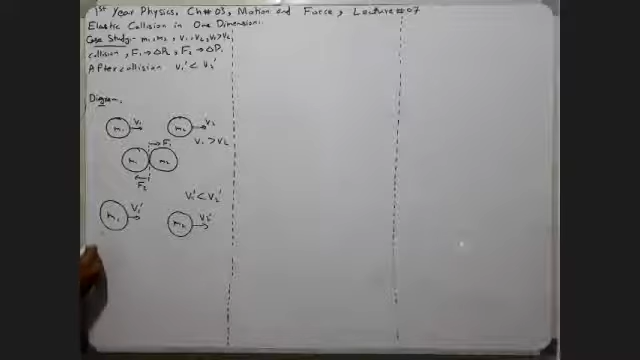 1st Year Physics, Ch# 03, Motion and Force, Lecture # 07
Elastic Collision in One Dimension.
Case Study:- m₁, m₂, v₁, v₂, v₁>v₂
collision, F₁→ΔP₂, F₂→ΔP₁
After collision v₁' < v₂'
Diagram.
v₁ v₂
m₁ m₂
v₁ > v₂
F₁
m₁ m₂
F₂
v₁' < v₂'
v₁' v₂'
m₁ m₂